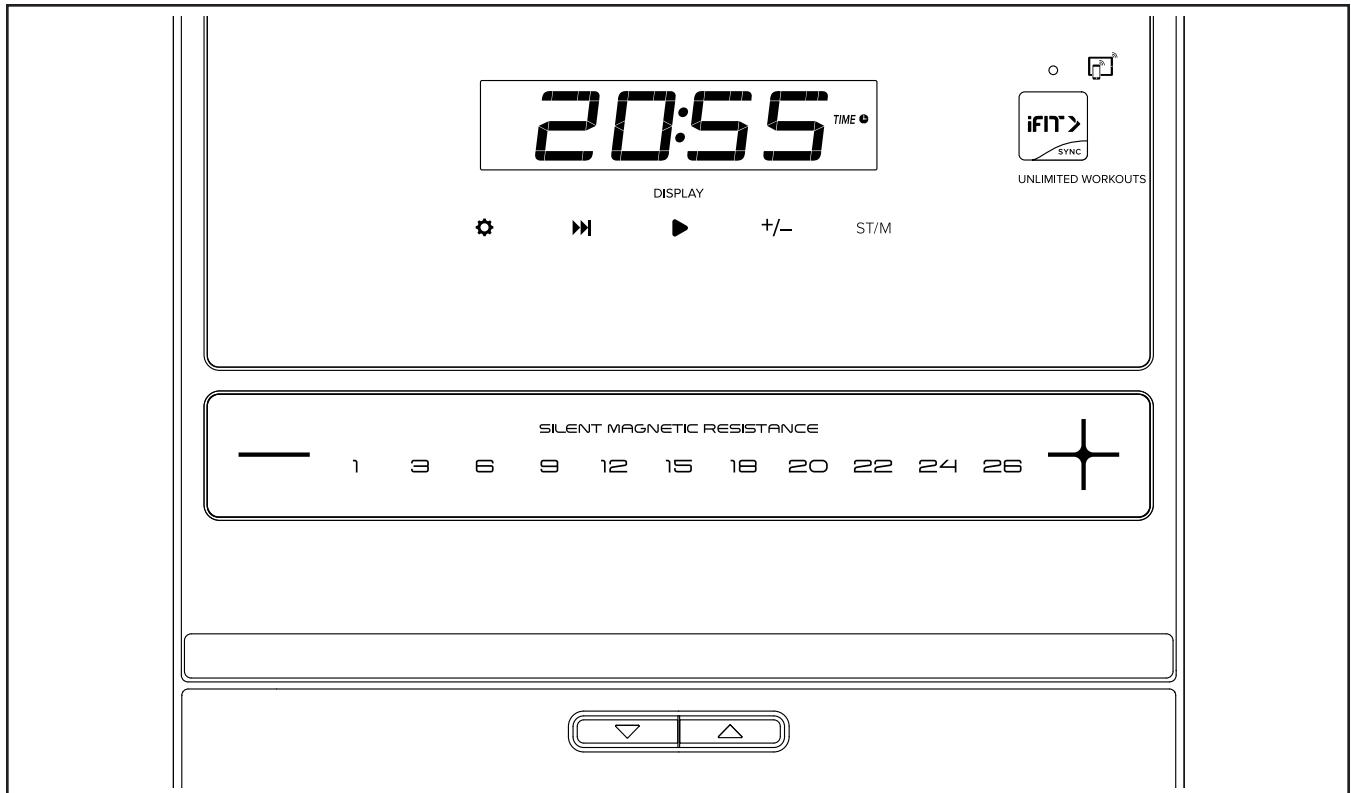 20:55 TIME
iFIT
SYNC
UNLIMITED WORKOUTS
DISPLAY
+/– ST/M
SILENT MAGNETIC RESISTANCE
1 3 6 9 12 15 18 20 22 24 26